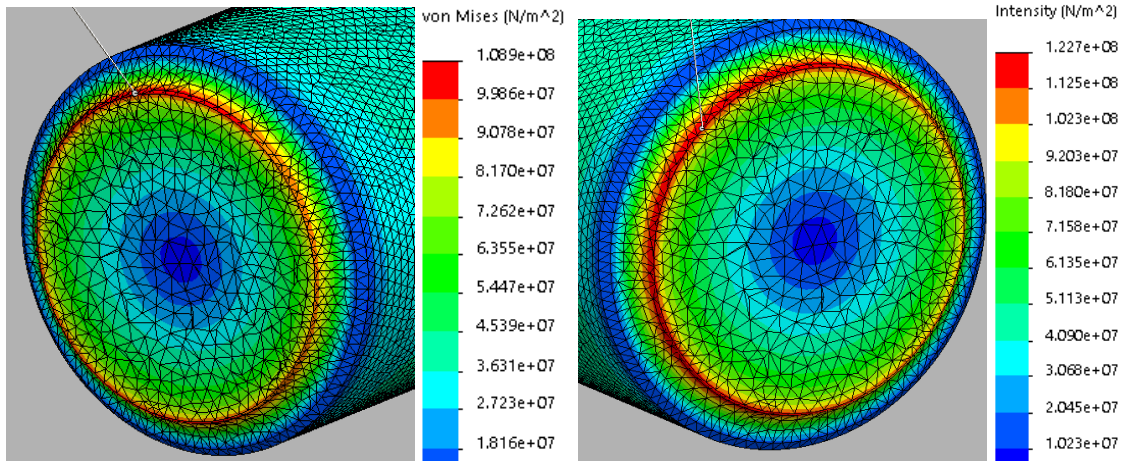 von Mises (N/m^2)
1.089e+08
9.986e+07
9.078e+07
8.170e+07
7.262e+07
6.355e+07
5.447e+07
4.539e+07
3.631e+07
2.723e+07
1.816e+07
Intensity (N/m^2)
1.227e+08
1.125e+08
1.023e+08
9.203e+07
8.180e+07
7.158e+07
6.135e+07
5.113e+07
4.090e+07
3.068e+07
2.045e+07
1.023e+07